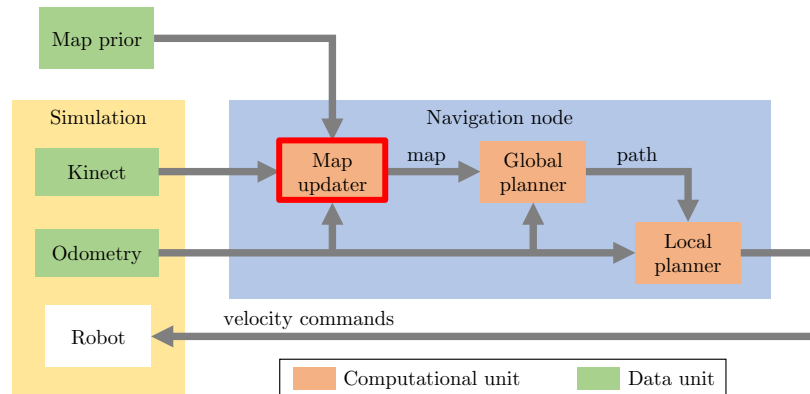 Map prior
Simulation
Navigation node
Kinect
Map
updater
map
Global
planner
path
Odometry
Local
planner
Robot
velocity commands
Computational unit
Data unit